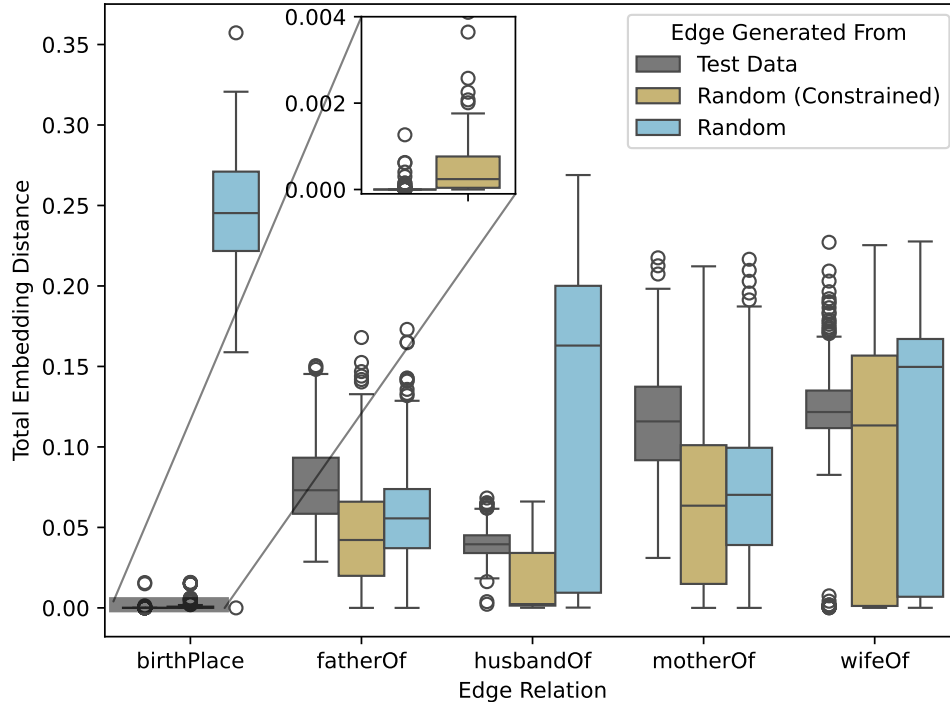 Total Embedding Distance
0.35
0.30
0.25
0.20
0.15
0.10
0.05
0.00
0.004
0.002
0.000
Edge Generated From
Test Data
Random (Constrained)
Random
birthPlace
fatherOf
husbandOf
motherOf
wifeOf
Edge Relation